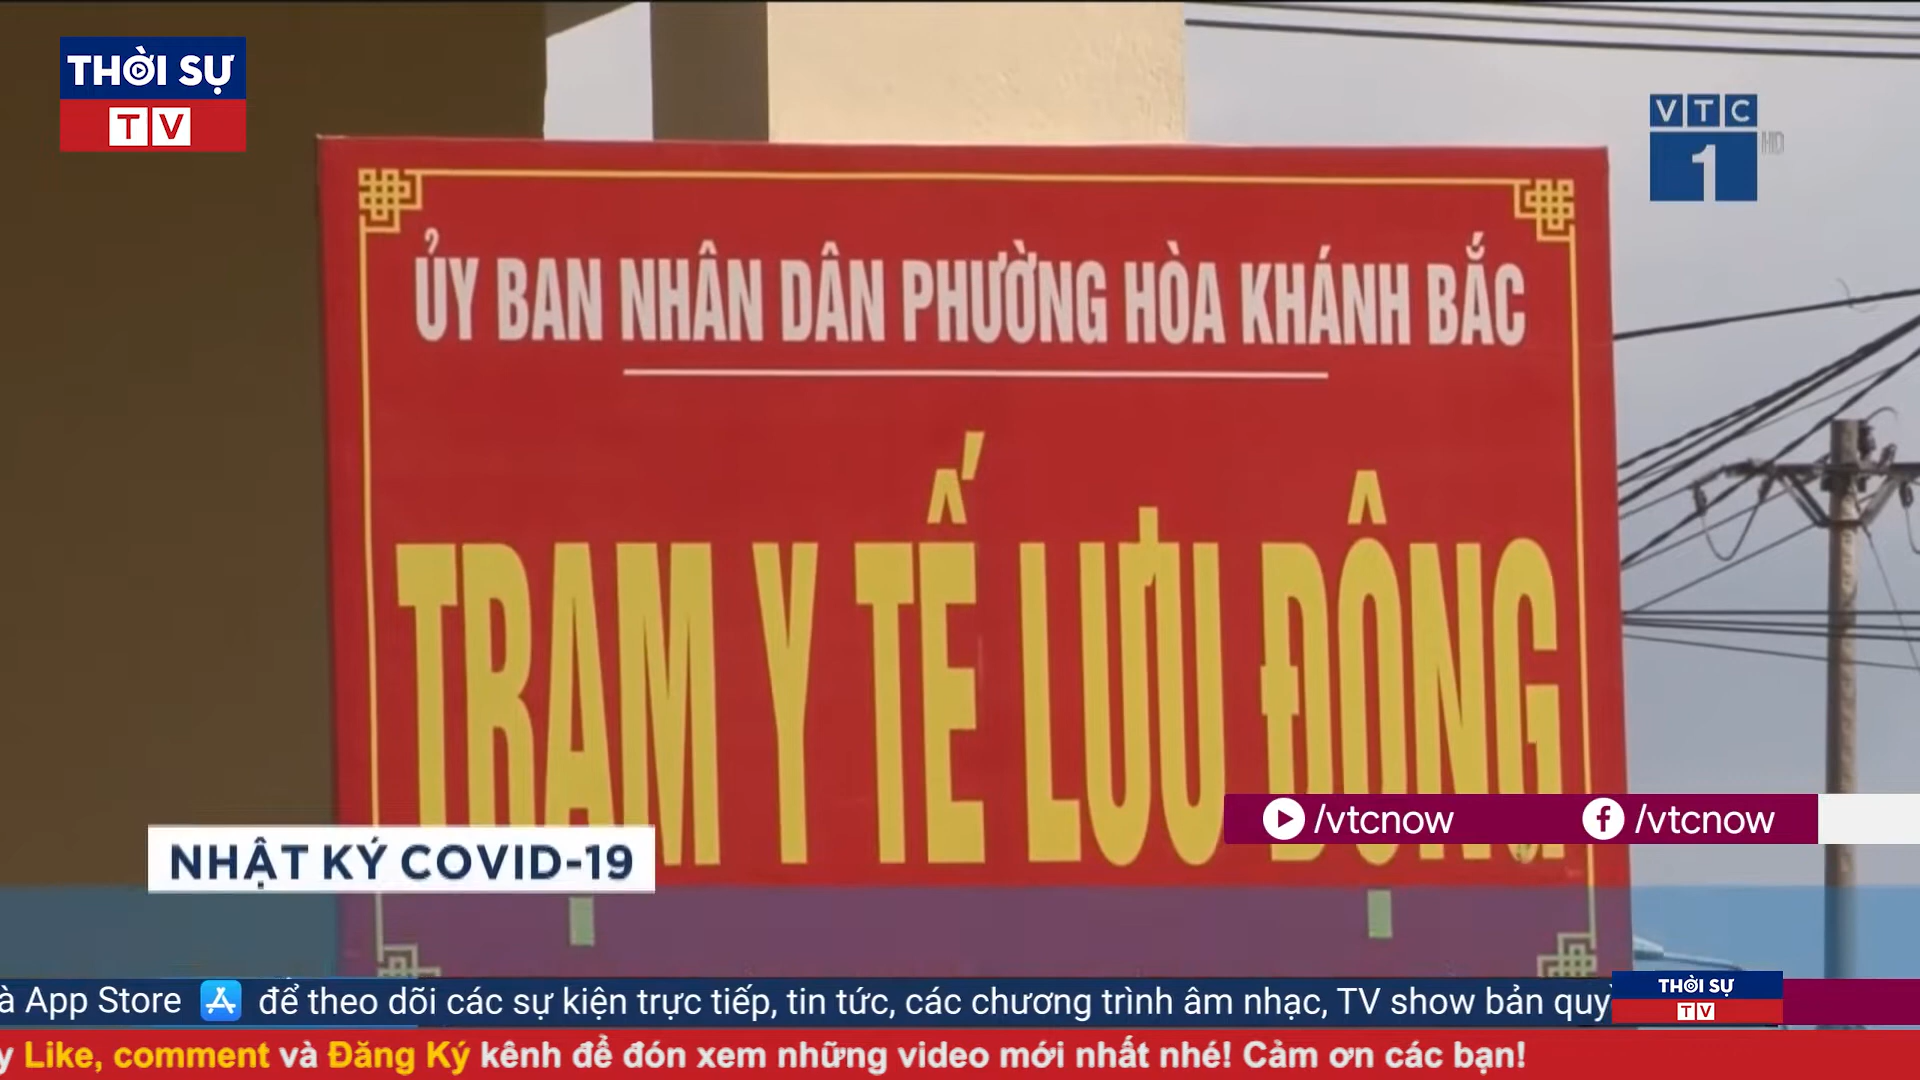 THỜI SỰ
TV
VTC
1
HD
ỦY BAN NHÂN DÂN PHƯỜNG HÒA KHÁNH BẮC
TRẠM Y TẾ LƯU ĐỘNG
/vtcnow
/vtcnow
NHẬT KÝ COVID-19
à App Store để theo dõi các sự kiện trực tiếp, tin tức, các chương trình âm nhạc, TV show bản quy
THỜI SỰ
TV
y Like, comment và Đăng Ký kênh để đón xem những video mới nhất nhé! Cảm ơn các bạn!